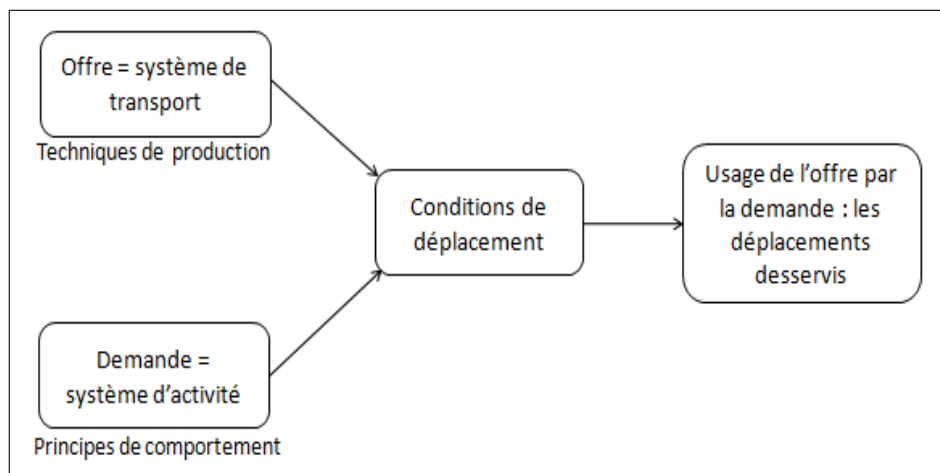 Offre = système de
transport
Techniques de production
Conditions de
déplacement
Usage de l'offre par
la demande : les
déplacements
desservis
Demande =
système d'activité
Principes de comportement